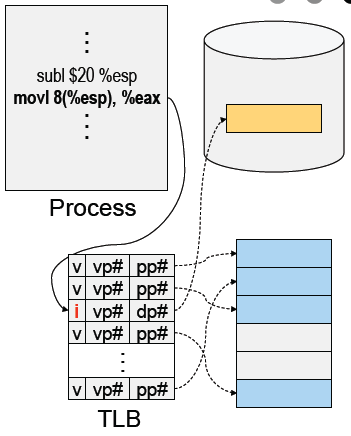 subl $20 %esp
movl 8(%esp), %eax
Process
v vp# pp#
v vp# pp#
i vp# dp#
v vp# pp#
v vp# pp#
TLB